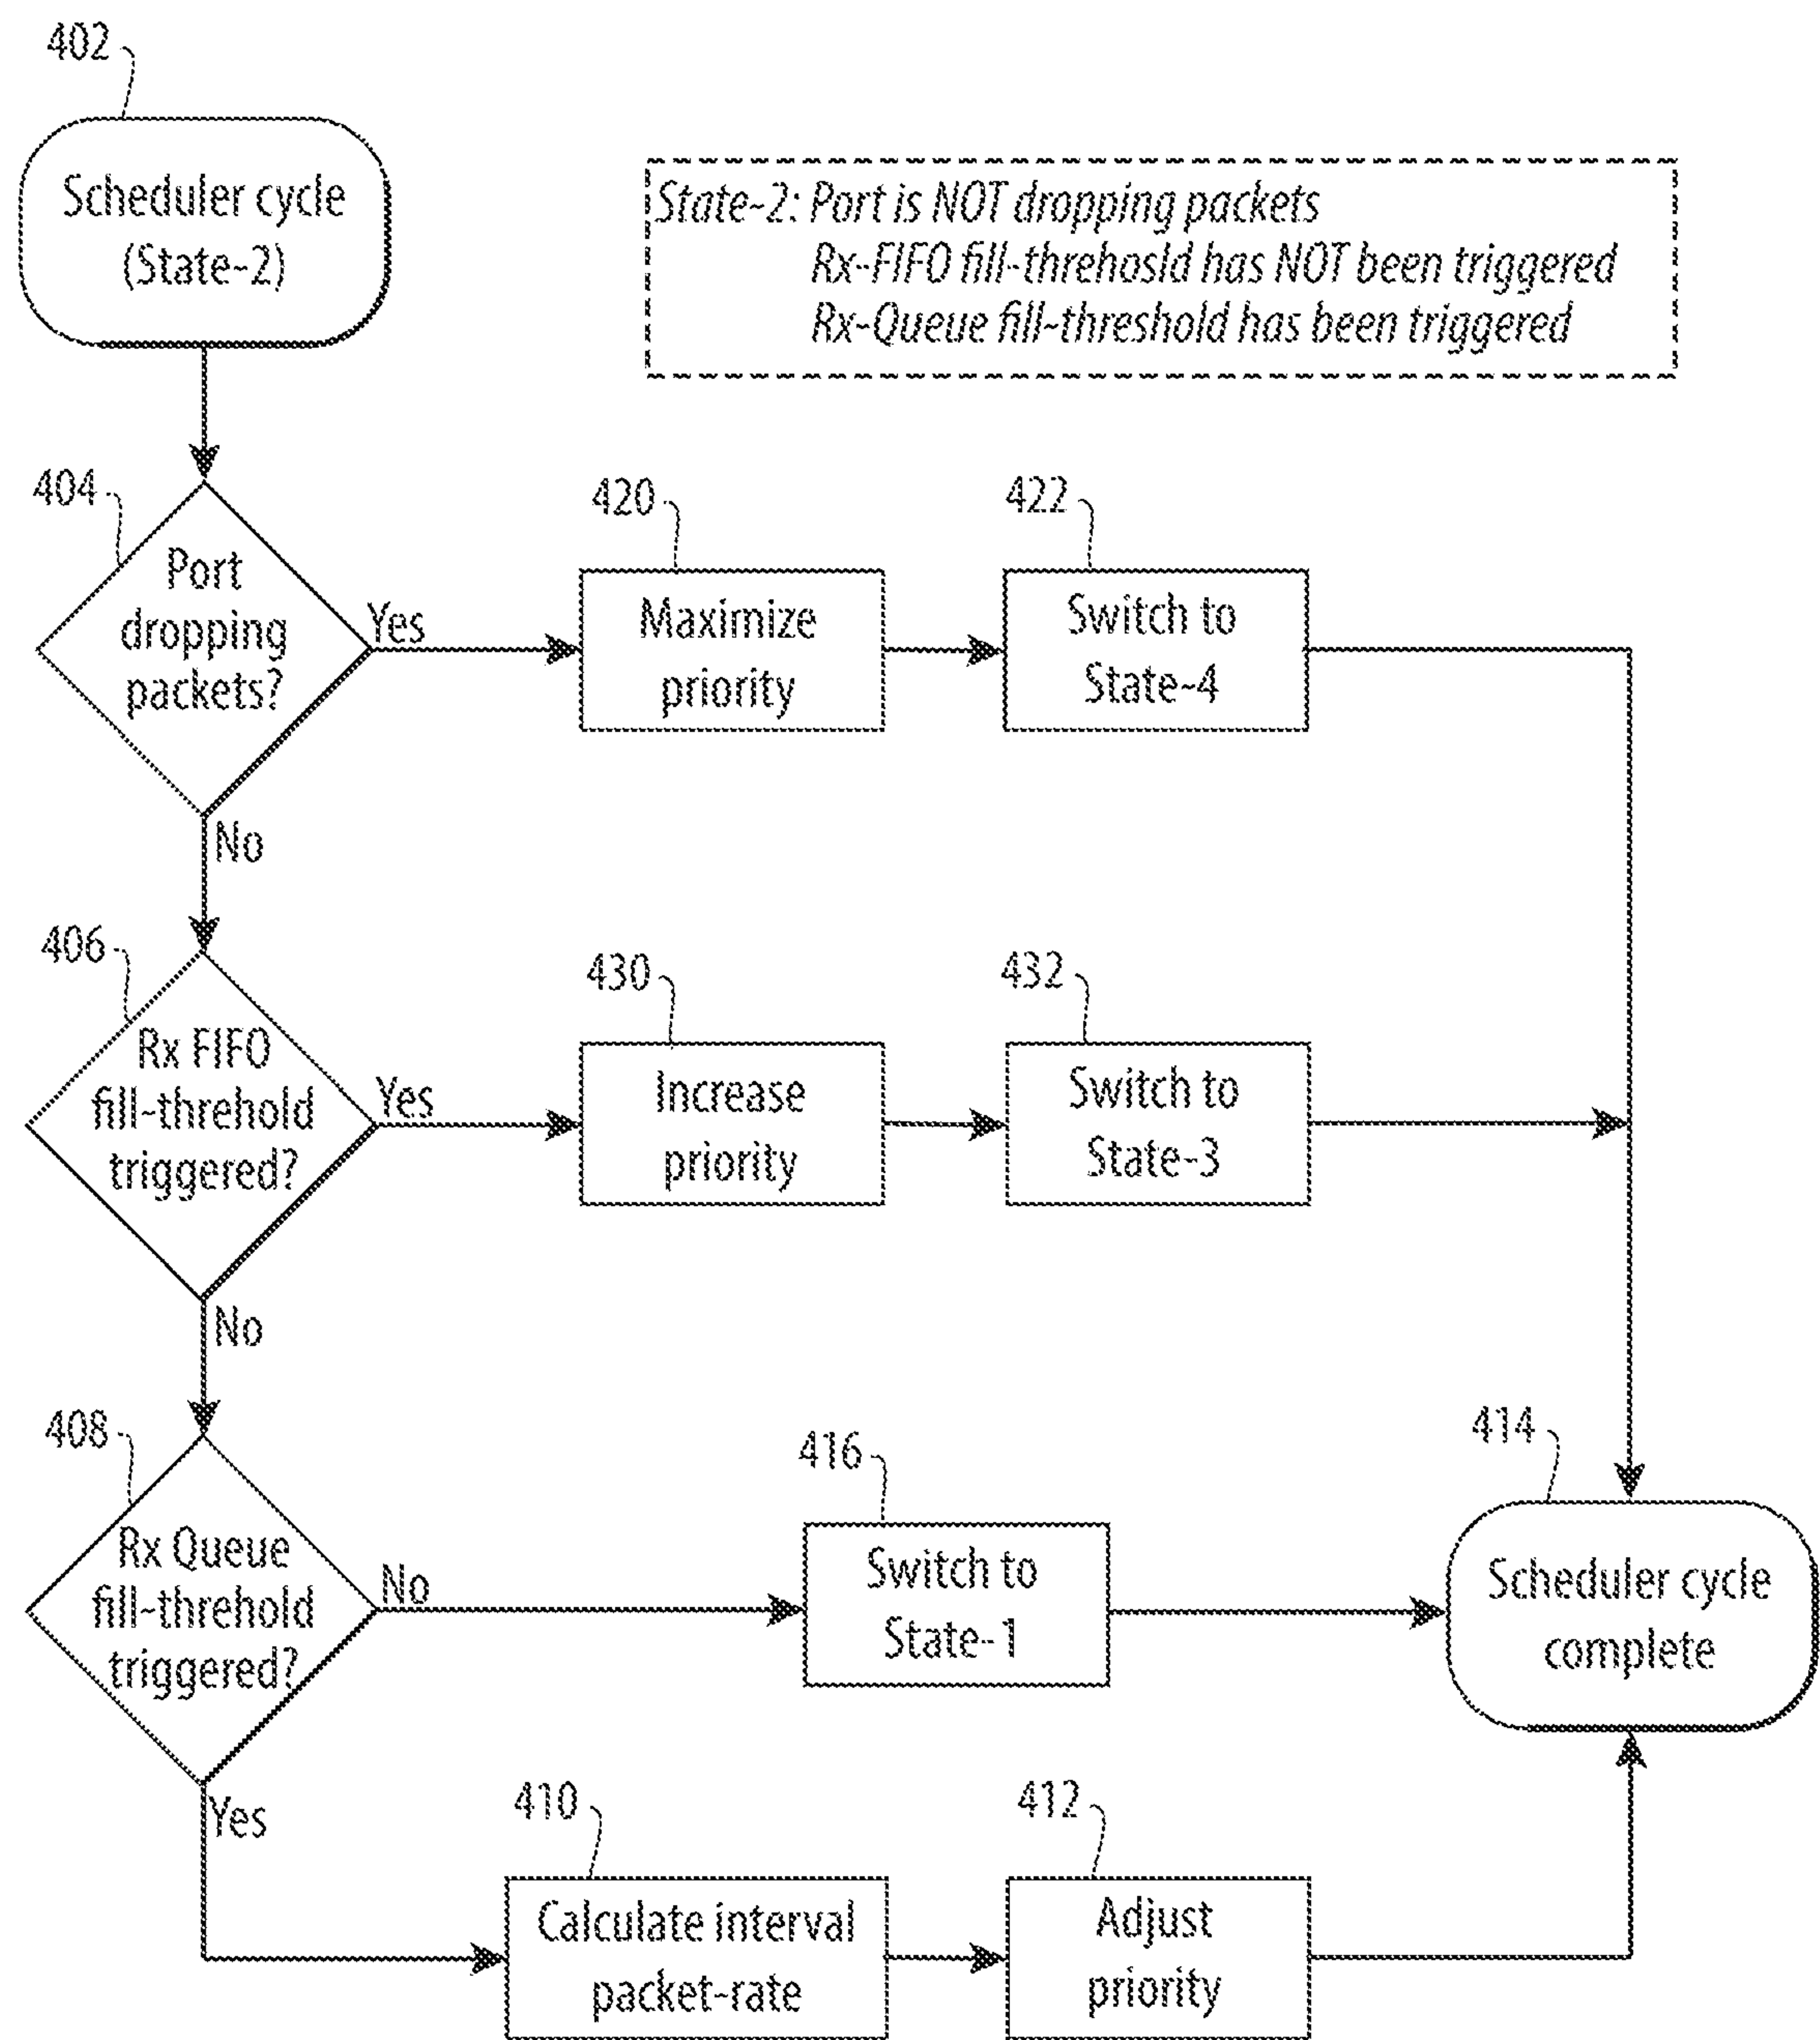 402
Scheduler cycle
(State-2)
State-2: Port is NOT dropping packets
Rx-FIFO fill-threhosld has NOT been triggered
Rx-Queue fill-threshold has been triggered
404
Port
dropping
packets?
Yes
No
420
Maximize
priority
422
Switch to
State-4
406
Rx FIFO
fill-threhold
triggered?
Yes
No
430
Increase
priority
432
Switch to
State-3
408
Rx Queue
fill-threhold
triggered?
No
Yes
416
Switch to
State-1
414
Scheduler cycle
complete
410
Calculate interval
packet-rate
412
Adjust
priority